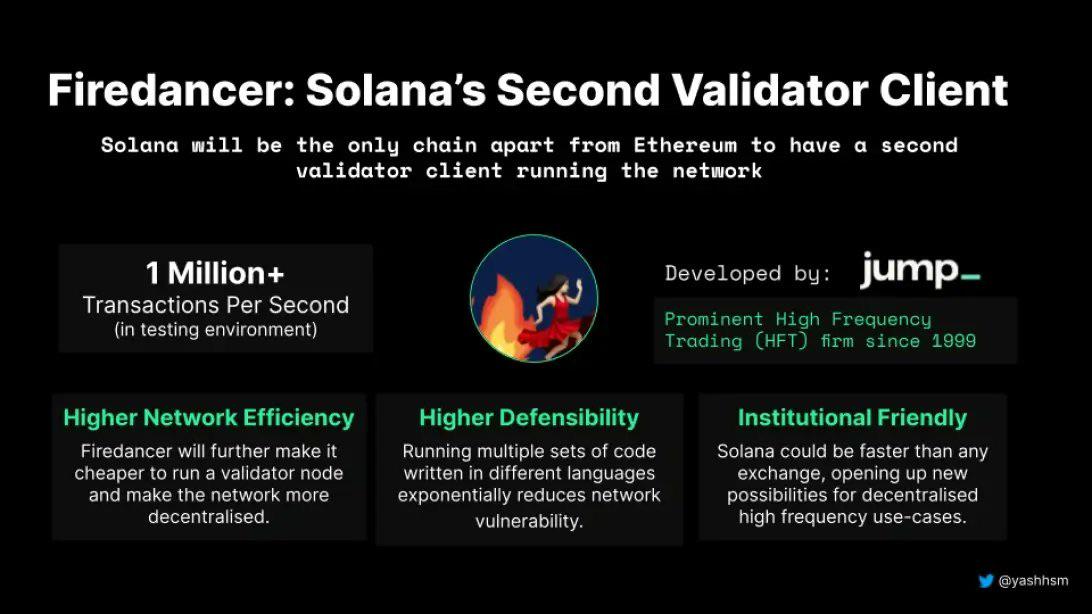 Firedancer: Solana's Second Validator Client
Solana will be the only chain apart from Ethereum to have a second
validator client running the network
1 Million+
Transactions Per Second
(in testing environment)
Developed by:
jump_
Prominent High Frequency
Trading (HFT) firm since 1999
Higher Network Efficiency
Firedancer will further make it
cheaper to run a validator node
and make the network more
decentralised.
Higher Defensibility
Running multiple sets of code
written in different languages
exponentially reduces network
vulnerability.
Institutional Friendly
Solana could be faster than any
exchange, opening up new
possibilities for decentralised
high frequency use-cases.
@yashhsm